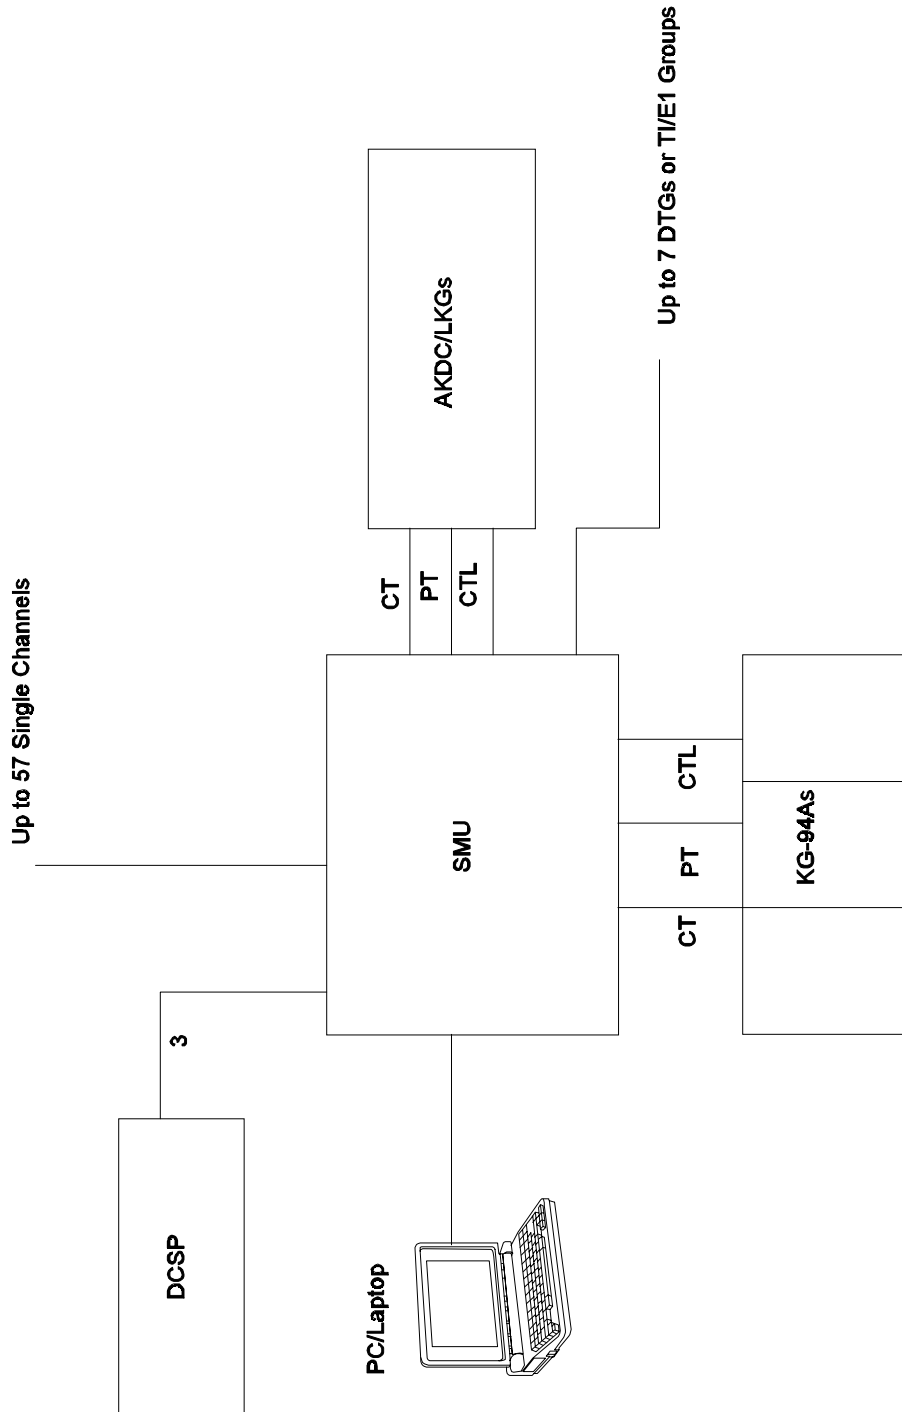 Up to 57 Single Channels
Up to 7 DTGs or TI/E1 Groups
AKDC/LKGs
CT
PT
CTL
SMU
CTL
PT
CT
KG-94As
3
DCSP
PC/Laptop